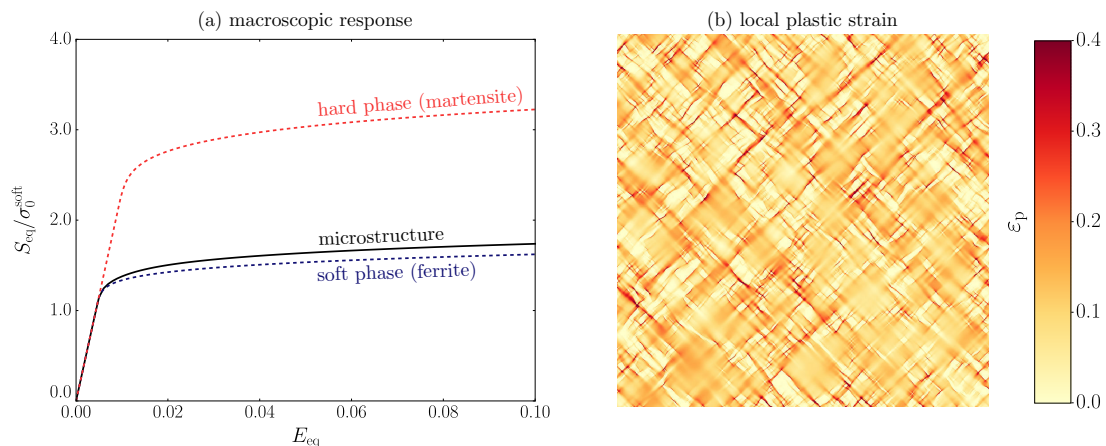 (a) macroscopic response
4.0
3.0
2.0
1.0
0.0
S_eq/σ_0^soft
hard phase (martensite)
microstructure
soft phase (ferrite)
0.00 0.02 0.04 0.06 0.08 0.10
E_eq
(b) local plastic strain
0.4
0.3
0.2
0.1
0.0
ε_p